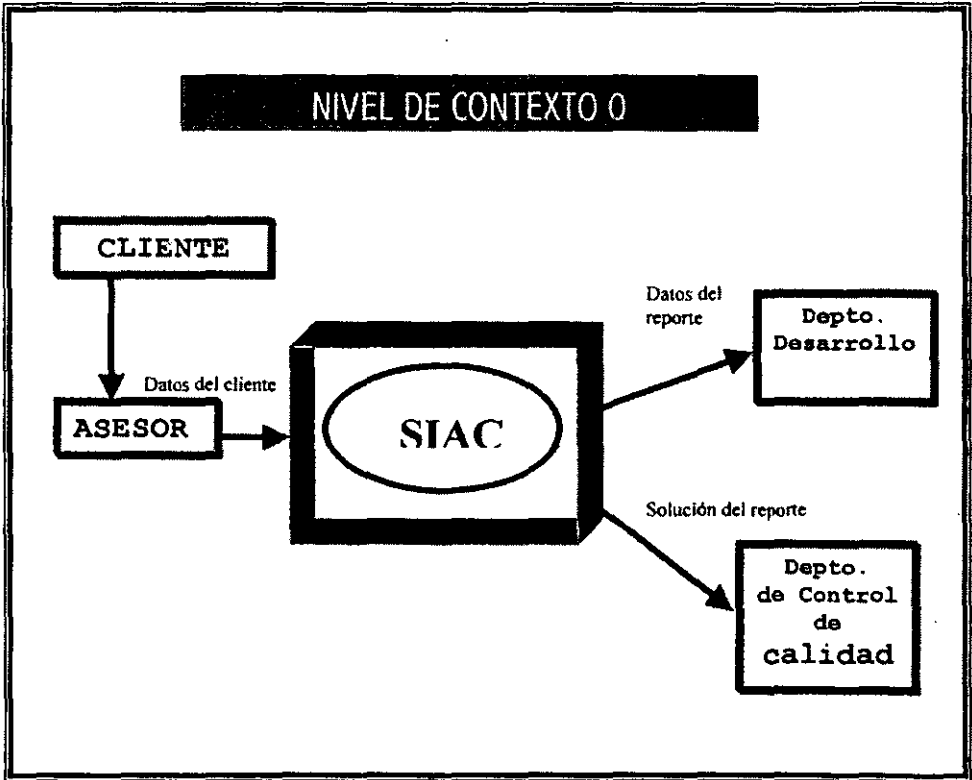 NIVEL DE CONTEXTO 0
CLIENTE
Datos del cliente
ASESOR
SIAC
Datos del
reporte
Depto.
Desarrollo
Solución del reporte
Depto.
de Control
de
calidad